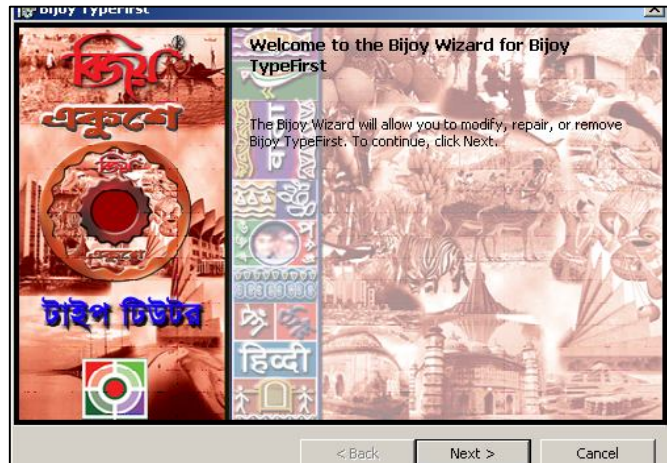 Bijoy TypeFirst
বিজয়®
একুশে
টাইপ টিউটর
Welcome to the Bijoy Wizard for Bijoy
TypeFirst
The Bijoy Wizard will allow you to modify, repair, or remove
Bijoy TypeFirst. To continue, click Next.
हिन्दी
< Back
Next >
Cancel